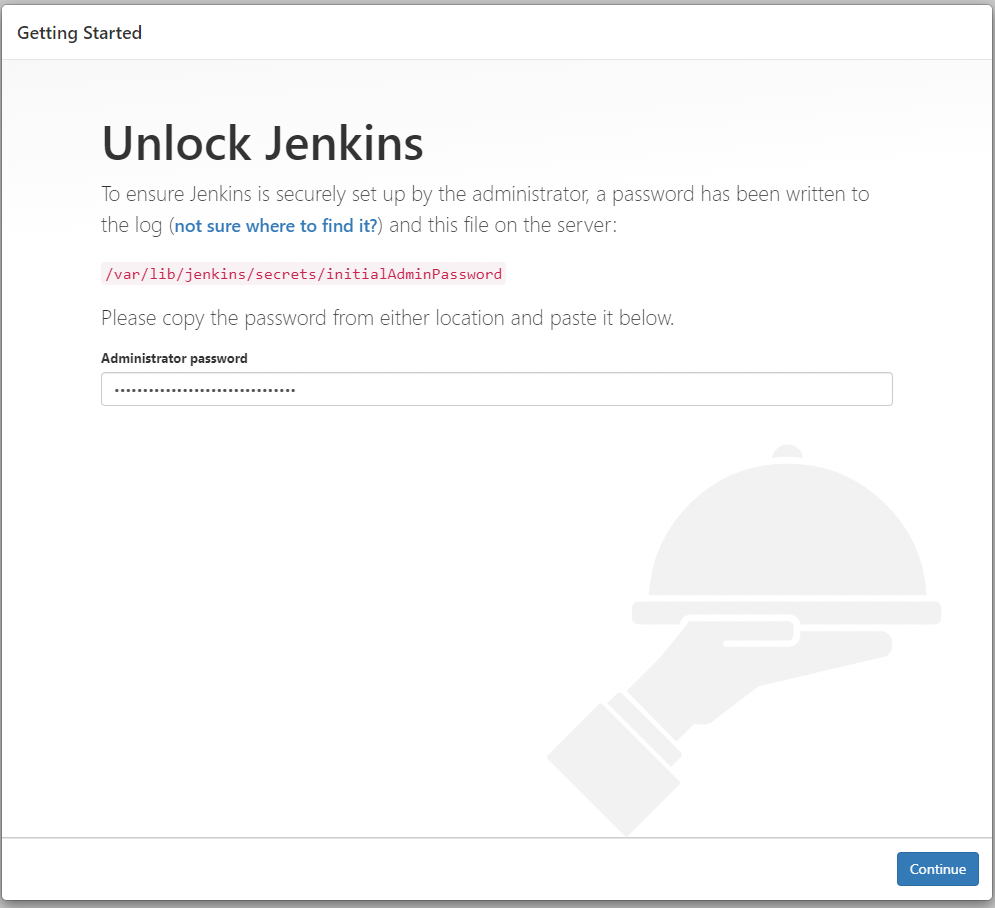 Getting Started
Unlock Jenkins
To ensure Jenkins is securely set up by the administrator, a password has been written to
the log (not sure where to find it?) and this file on the server:
/var/lib/jenkins/secrets/initialAdminPassword
Please copy the password from either location and paste it below.
Administrator password
••••••••••••••••••••••••••••••••
Continue